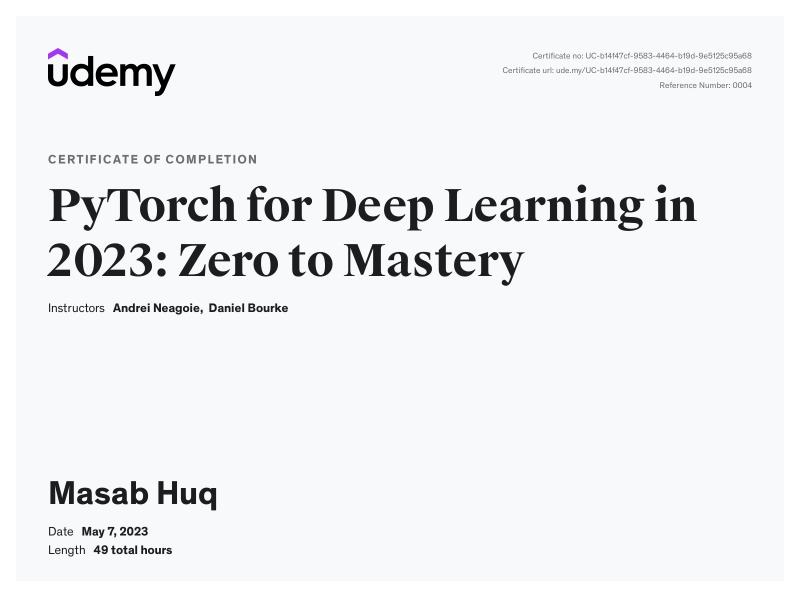 udemy
Certificate no: UC-b14f47cf-9583-4464-b19d-9e5125c95a68
Certificate url: ude.my/UC-b14f47cf-9583-4464-b19d-9e5125c95a68
Reference Number: 0004
CERTIFICATE OF COMPLETION
PyTorch for Deep Learning in
2023: Zero to Mastery
Instructors Andrei Neagoie, Daniel Bourke
Masab Huq
Date May 7, 2023
Length 49 total hours